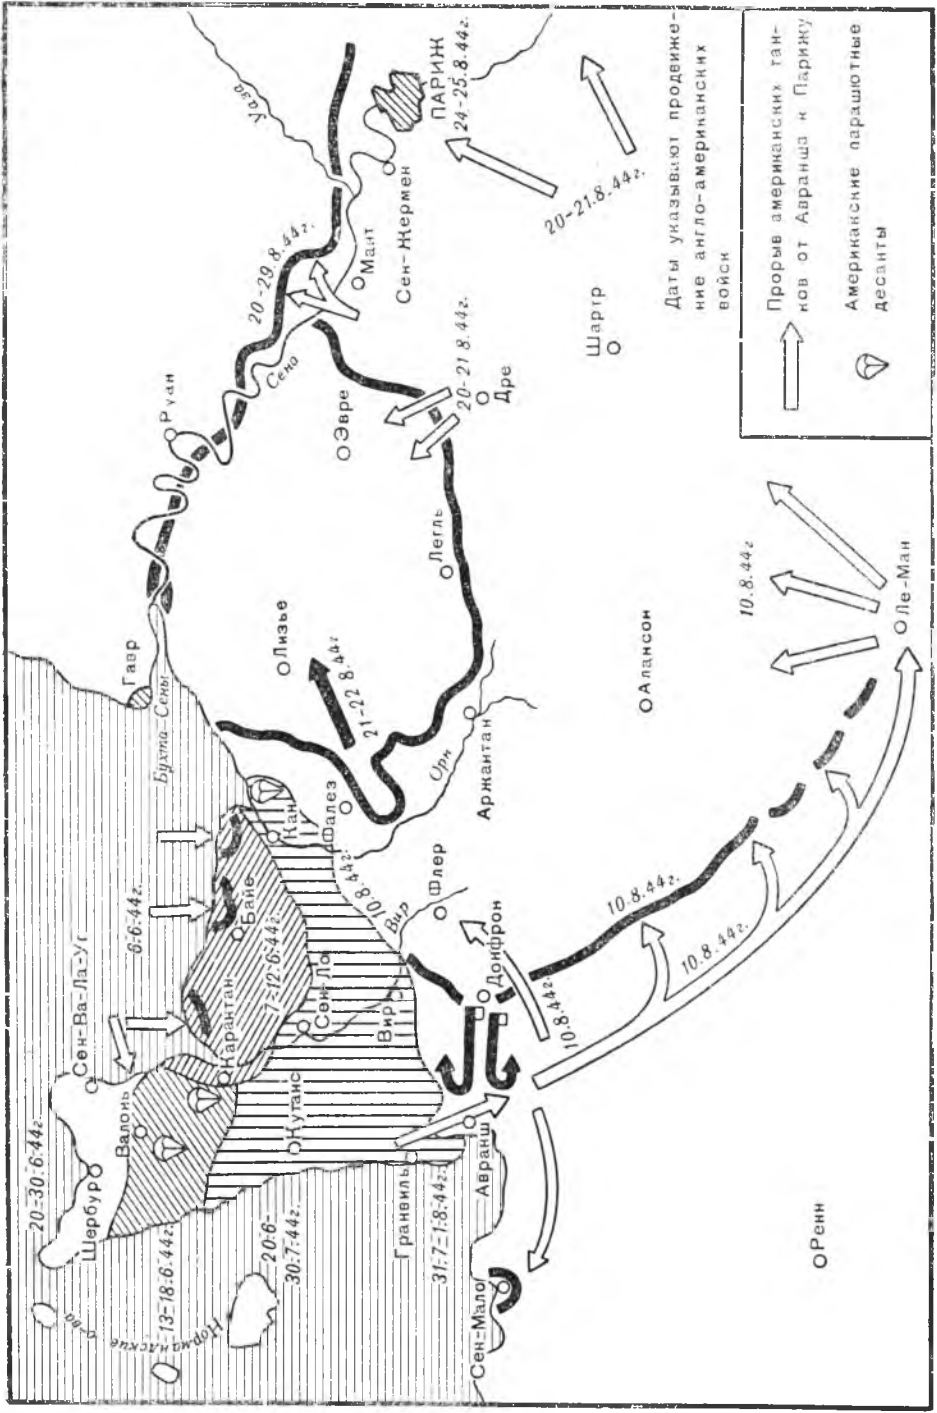 20-30.6.44г.
Сен-Ва-Ла-Уг
6.6.44г.
Шербур
Валонь
13-18.6.44г.
Нормандские о-ва
20.6-
30.7.44г.
Карантан
Байе
7-12.6.44г.
Сен-Ло
Кутанс
Гранвиль
31.7-1.8.44г.
Авранш
Сен-Мало
Ренн
Бухта Сены
Гавр
Кан
Фалез
10.8.44г.
Вир
Вир
Флер
Донфрон
10.8.44г.
10.8.44г.
10.8.44г.
Орн
Аржантан
Алансон
Ле-Ман
10.8.44г
Лизье
21-22 8.44г
Легль
Руан
Эвре
Сена
20-29.8.44г.
Мант
Сен-Жермен
Уаза
ПАРИЖ
24-25.8.44г.
20-21 8.44г.
Дре
Шартр
20-21.8.44г.
Даты указывают продвиже-
ние англо-американских
войск
Прорыв американских тан-
ков от Авранша к Парижу
Американские парашютные
десанты